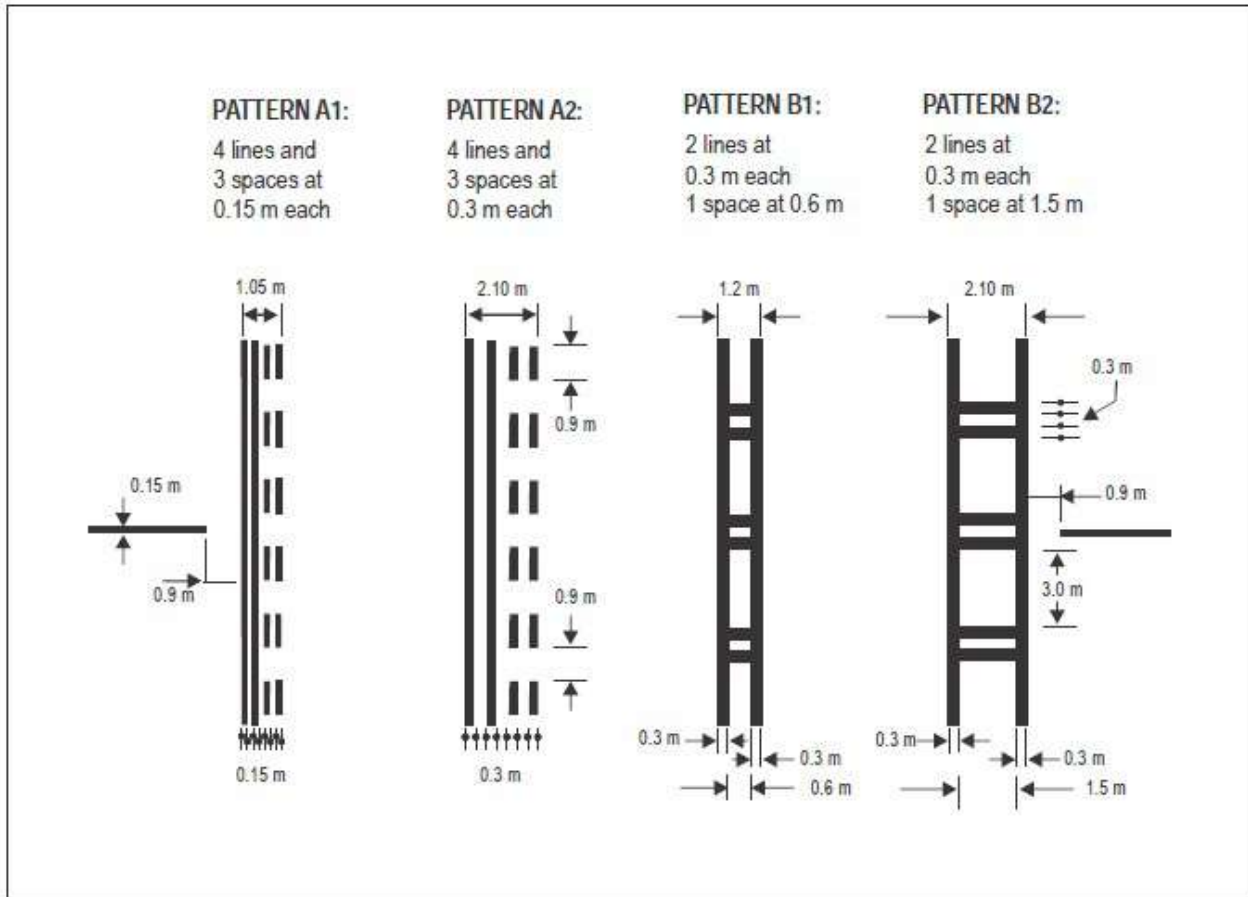 PATTERN A1:
4 lines and
3 spaces at
0.15 m each
PATTERN A2:
4 lines and
3 spaces at
0.3 m each
PATTERN B1:
2 lines at
0.3 m each
1 space at 0.6 m
PATTERN B2:
2 lines at
0.3 m each
1 space at 1.5 m
1.05 m
2.10 m
1.2 m
2.10 m
0.3 m
0.9 m
0.15 m
0.9 m
0.9 m
0.9 m
3.0 m
0.3 m
0.3 m
0.15 m
0.3 m
0.3 m
0.3 m
0.6 m
1.5 m